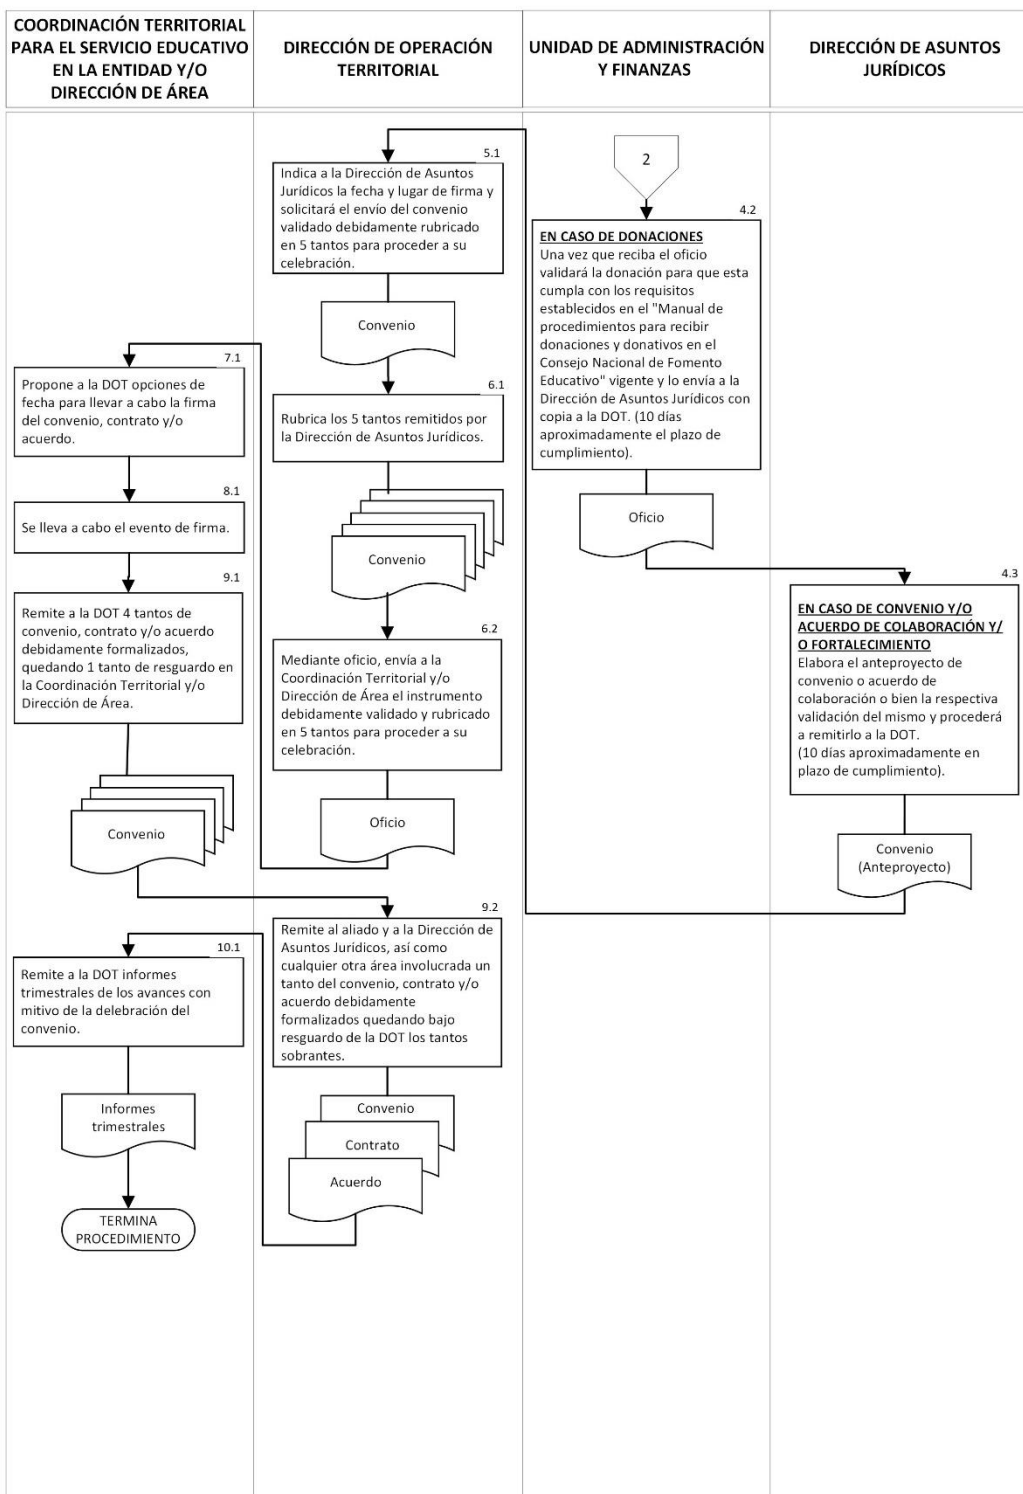 COORDINACIÓN TERRITORIAL
PARA EL SERVICIO EDUCATIVO
EN LA ENTIDAD Y/O
DIRECCIÓN DE ÁREA
DIRECCIÓN DE OPERACIÓN
TERRITORIAL
UNIDAD DE ADMINISTRACIÓN
Y FINANZAS
DIRECCIÓN DE ASUNTOS
JURÍDICOS
2
4.2
EN CASO DE DONACIONES
Una vez que reciba el oficio
validará la donación para que esta
cumpla con los requisitos
establecidos en el "Manual de
procedimientos para recibir
donaciones y donativos en el
Consejo Nacional de Fomento
Educativo" vigente y lo envía a la
Dirección de Asuntos Jurídicos con
copia a la DOT. (10 días
aproximadamente el plazo de
cumplimiento).
Oficio
4.3
EN CASO DE CONVENIO Y/O
ACUERDO DE COLABORACIÓN Y/
O FORTALECIMIENTO
Elabora el anteproyecto de
convenio o acuerdo de
colaboración o bien la respectiva
validación del mismo y procederá
a remitirlo a la DOT.
(10 días aproximadamente en
plazo de cumplimiento).
Convenio
(Anteproyecto)
5.1
Indica a la Dirección de Asuntos
Jurídicos la fecha y lugar de firma y
solicitará el envío del convenio
validado debidamente rubricado
en 5 tantos para proceder a su
celebración.
Convenio
6.1
Rubrica los 5 tantos remitidos por
la Dirección de Asuntos Jurídicos.
Convenio
6.2
Mediante oficio, envía a la
Coordinación Territorial y/o
Dirección de Área el instrumento
debidamente validado y rubricado
en 5 tantos para proceder a su
celebración.
Oficio
7.1
Propone a la DOT opciones de
fecha para llevar a cabo la firma
del convenio, contrato y/o
acuerdo.
8.1
Se lleva a cabo el evento de firma.
9.1
Remite a la DOT 4 tantos de
convenio, contrato y/o acuerdo
debidamente formalizados,
quedando 1 tanto de resguardo en
la Coordinación Territorial y/o
Dirección de Área.
Convenio
9.2
Remite al aliado y a la Dirección de
Asuntos Jurídicos, así como
cualquier otra área involucrada un
tanto del convenio, contrato y/o
acuerdo debidamente
formalizados quedando bajo
resguardo de la DOT los tantos
sobrantes.
Convenio
Contrato
Acuerdo
10.1
Remite a la DOT informes
trimestrales de los avances con
mitivo de la delebración del
convenio.
Informes
trimestrales
TERMINA
PROCEDIMIENTO